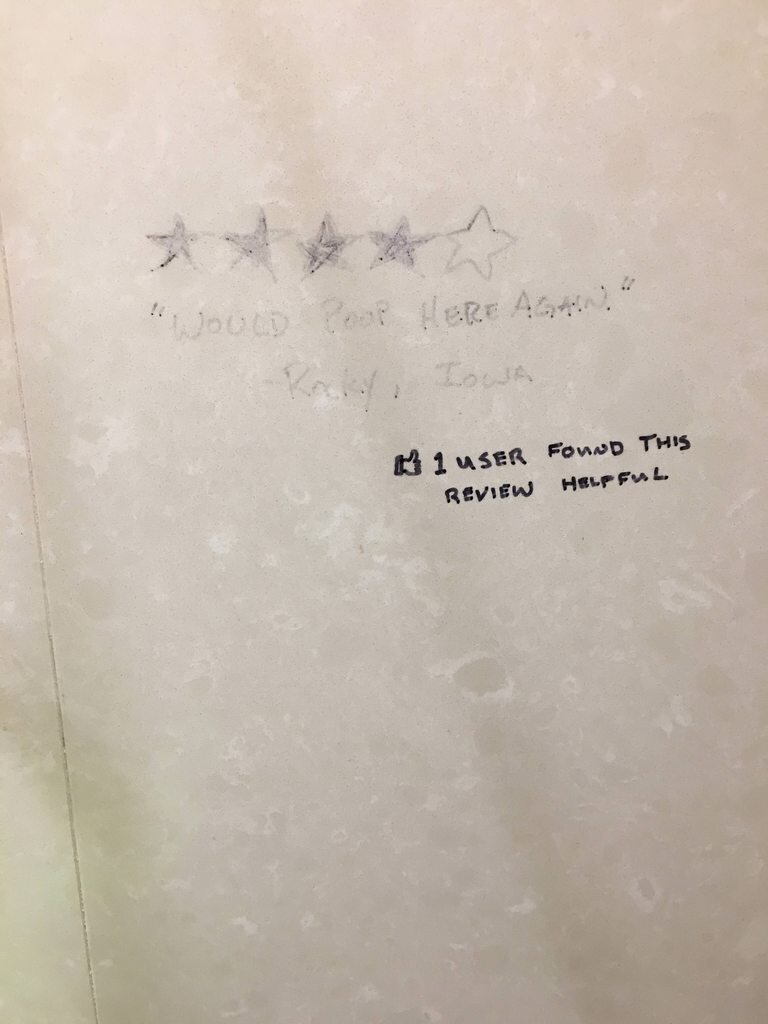 "WOULD POOP HERE AGAIN."
, IOWA
1 USER FOUND THIS
REVIEW HELPFUL